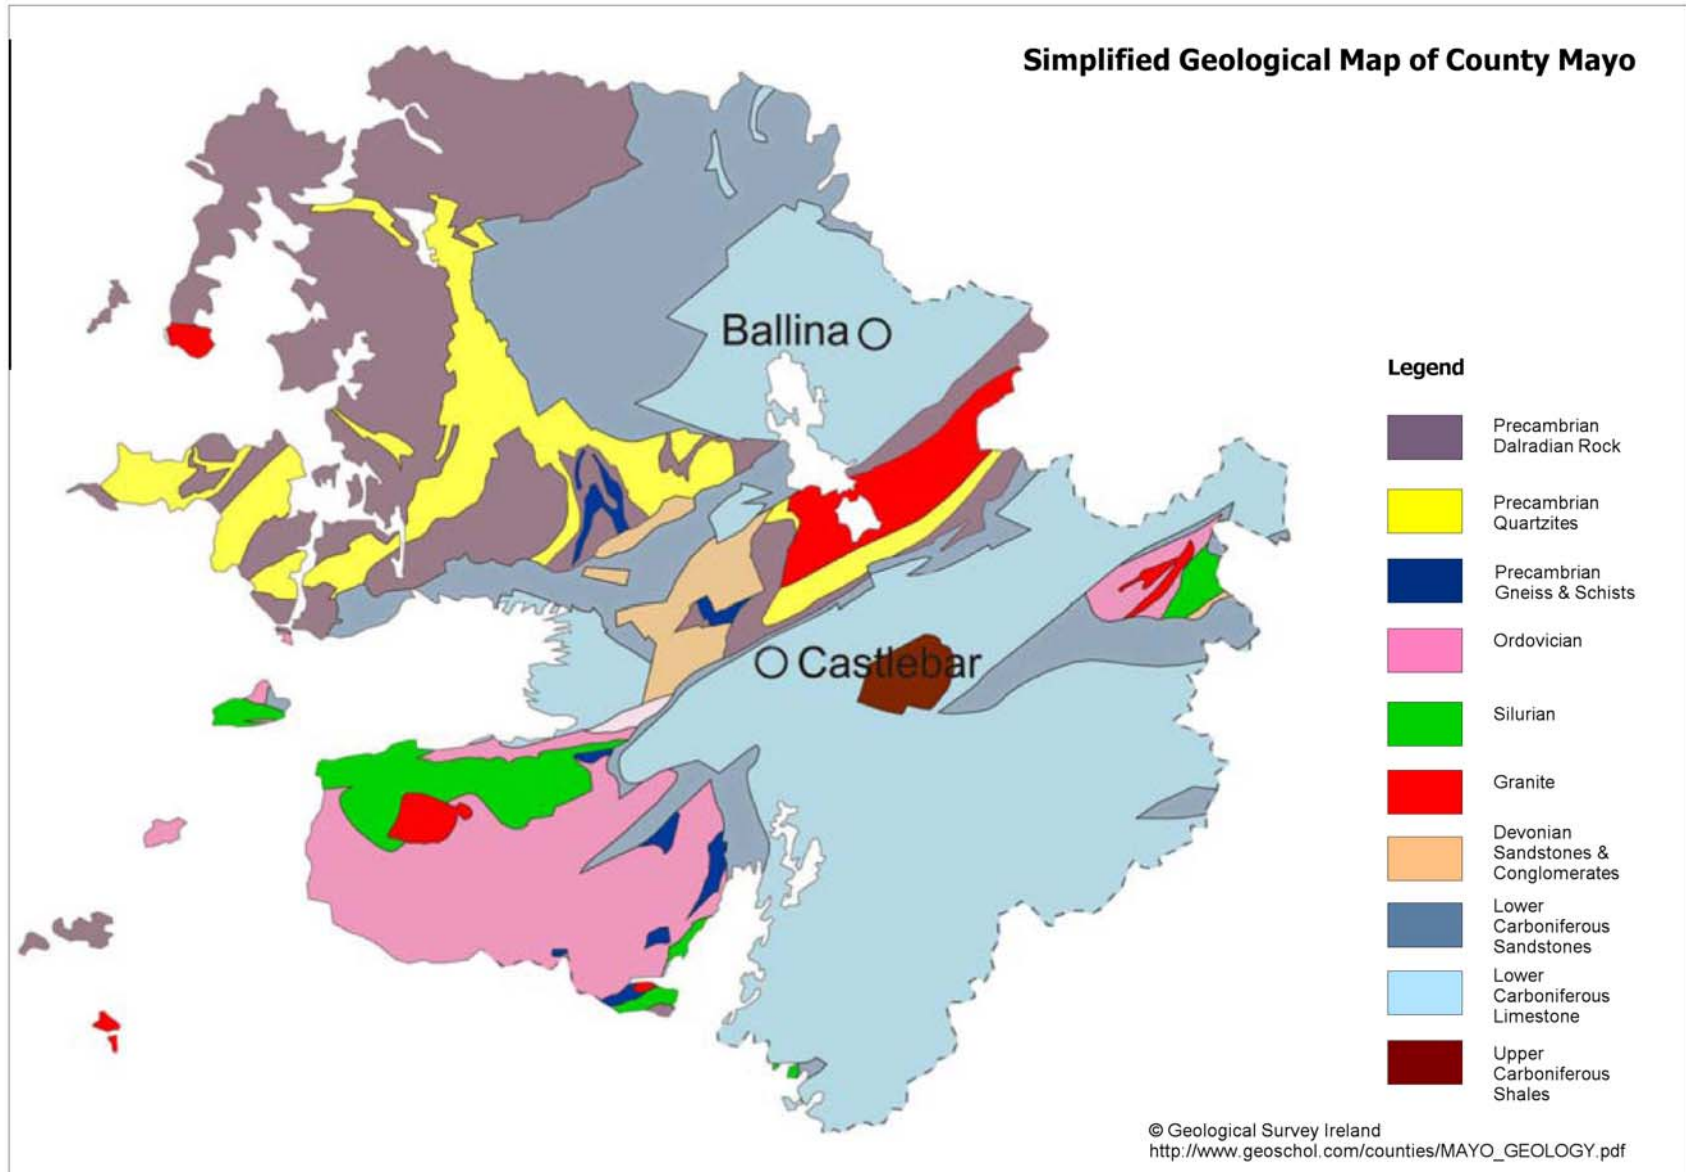 Simplified Geological Map of County Mayo
Ballina
Castlebar
Legend
Precambrian
Dalradian Rock
Precambrian
Quartzites
Precambrian
Gneiss & Schists
Ordovician
Silurian
Granite
Devonian
Sandstones &
Conglomerates
Lower
Carboniferous
Sandstones
Lower
Carboniferous
Limestone
Upper
Carboniferous
Shales
© Geological Survey Ireland
http://www.geoschol.com/counties/MAYO_GEOLOGY.pdf